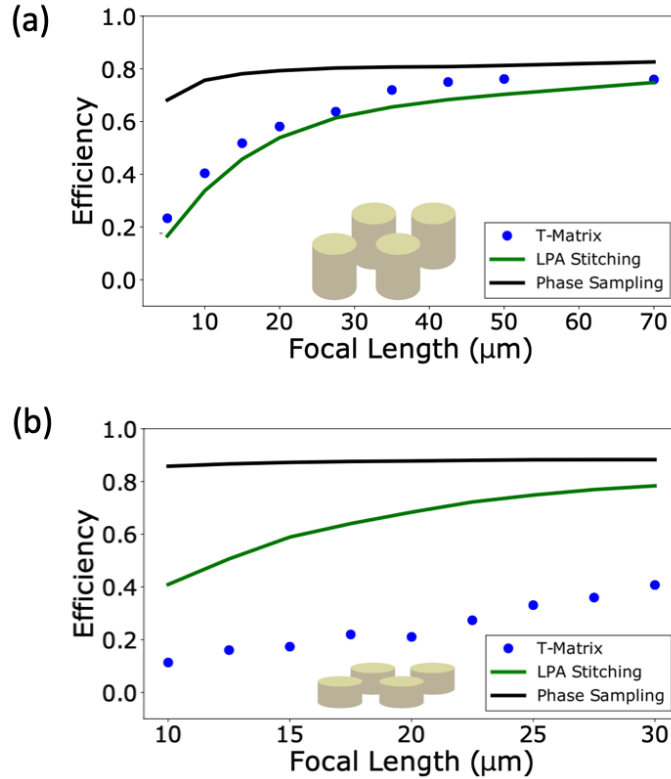 (a)
1.0
0.8
0.6
0.4
0.2
0.0
Efficiency
T-Matrix
LPA Stitching
Phase Sampling
10 20 30 40 50 60 70
Focal Length (μm)
(b)
1.0
0.8
0.6
0.4
0.2
0.0
Efficiency
T-Matrix
LPA Stitching
Phase Sampling
10 15 20 25 30
Focal Length (μm)